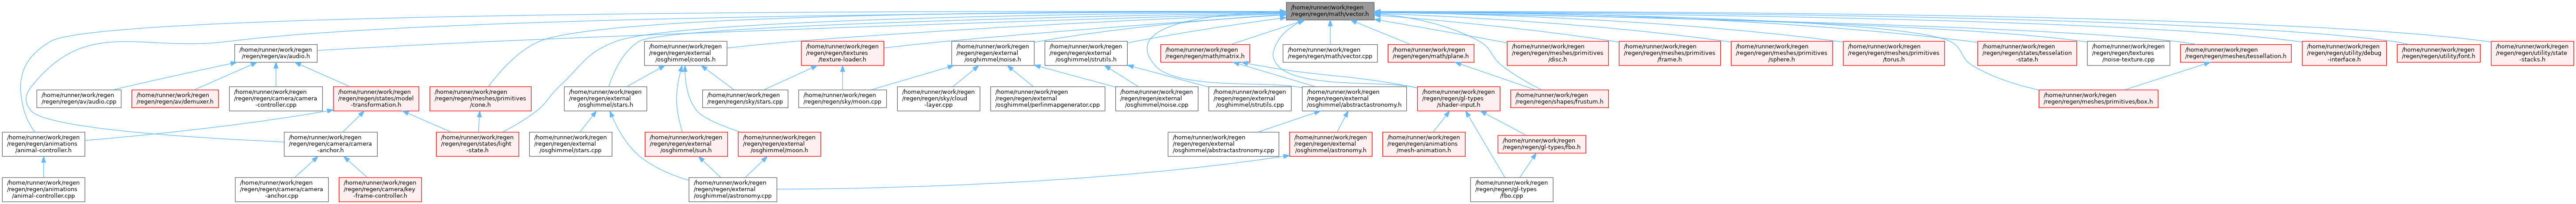 /home/runner/work/regen
/regen/regen/math/vector.h
/home/runner/work/regen
/regen/regen/av/audio.h
/home/runner/work/regen
/regen/regen/external
/osghimmel/coords.h
/home/runner/work/regen
/regen/regen/textures
/texture-loader.h
/home/runner/work/regen
/regen/regen/external
/osghimmel/noise.h
/home/runner/work/regen
/regen/regen/external
/osghimmel/strutils.h
/home/runner/work/regen
/regen/regen/math/matrix.h
/home/runner/work/regen
/regen/regen/math/vector.cpp
/home/runner/work/regen
/regen/regen/math/plane.h
/home/runner/work/regen
/regen/regen/meshes/primitives
/disc.h
/home/runner/work/regen
/regen/regen/meshes/primitives
/frame.h
/home/runner/work/regen
/regen/regen/meshes/primitives
/sphere.h
/home/runner/work/regen
/regen/regen/meshes/primitives
/torus.h
/home/runner/work/regen
/regen/regen/states/tesselation
-state.h
/home/runner/work/regen
/regen/regen/textures
/noise-texture.cpp
/home/runner/work/regen
/regen/regen/meshes/tessellation.h
/home/runner/work/regen
/regen/regen/utility/debug
-interface.h
/home/runner/work/regen
/regen/regen/utility/font.h
/home/runner/work/regen
/regen/regen/utility/state
-stacks.h
/home/runner/work/regen
/regen/regen/av/audio.cpp
/home/runner/work/regen
/regen/regen/av/demuxer.h
/home/runner/work/regen
/regen/regen/camera/camera
-controller.cpp
/home/runner/work/regen
/regen/regen/states/model
-transformation.h
/home/runner/work/regen
/regen/regen/meshes/primitives
/cone.h
/home/runner/work/regen
/regen/regen/external
/osghimmel/stars.h
/home/runner/work/regen
/regen/regen/sky/stars.cpp
/home/runner/work/regen
/regen/regen/sky/moon.cpp
/home/runner/work/regen
/regen/regen/sky/cloud
-layer.cpp
/home/runner/work/regen
/regen/regen/external
/osghimmel/perlinmapgenerator.cpp
/home/runner/work/regen
/regen/regen/external
/osghimmel/noise.cpp
/home/runner/work/regen
/regen/regen/external
/osghimmel/strutils.cpp
/home/runner/work/regen
/regen/regen/external
/osghimmel/abstractastronomy.h
/home/runner/work/regen
/regen/regen/gl-types
/shader-input.h
/home/runner/work/regen
/regen/regen/shapes/frustum.h
/home/runner/work/regen
/regen/regen/meshes/primitives/box.h
/home/runner/work/regen
/regen/regen/animations
/animal-controller.h
/home/runner/work/regen
/regen/regen/camera/camera
-anchor.h
/home/runner/work/regen
/regen/regen/states/light
-state.h
/home/runner/work/regen
/regen/regen/external
/osghimmel/stars.cpp
/home/runner/work/regen
/regen/regen/external
/osghimmel/sun.h
/home/runner/work/regen
/regen/regen/external
/osghimmel/moon.h
/home/runner/work/regen
/regen/regen/external
/osghimmel/abstractastronomy.cpp
/home/runner/work/regen
/regen/regen/external
/osghimmel/astronomy.h
/home/runner/work/regen
/regen/regen/animations
/mesh-animation.h
/home/runner/work/regen
/regen/regen/gl-types/fbo.h
/home/runner/work/regen
/regen/regen/animations
/animal-controller.cpp
/home/runner/work/regen
/regen/regen/camera/camera
-anchor.cpp
/home/runner/work/regen
/regen/regen/camera/key
-frame-controller.h
/home/runner/work/regen
/regen/regen/external
/osghimmel/astronomy.cpp
/home/runner/work/regen
/regen/regen/gl-types
/fbo.cpp